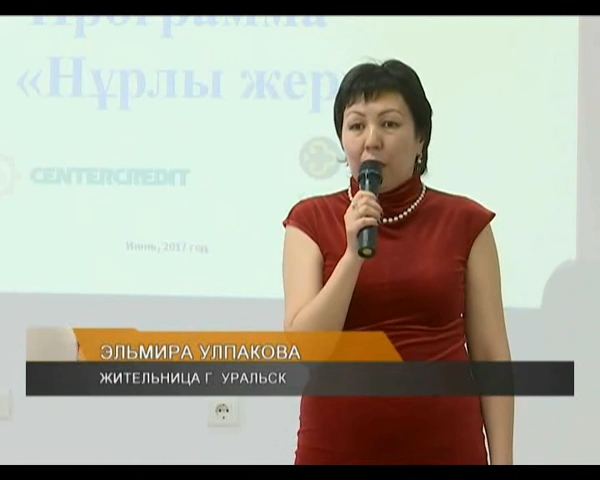 Программа
«Нұрлы жер
CENTERCREDIT
Июнь, 2017 год
ЭЛЬМИРА УЛПАКОВА
ЖИТЕЛЬНИЦА Г УРАЛЬСК